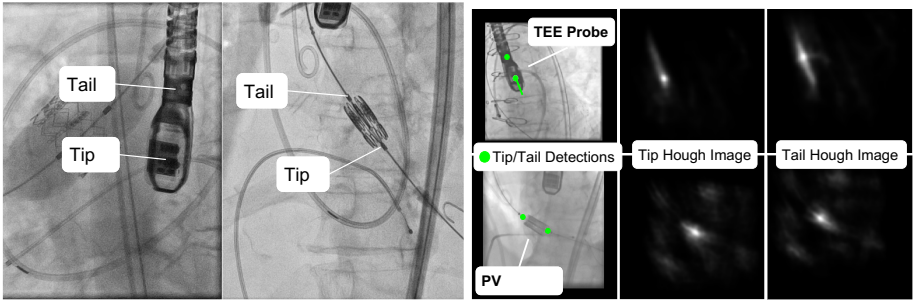 Tail
Tip
Tail
Tip
TEE Probe
Tip/Tail Detections
Tip Hough Image
Tail Hough Image
PV